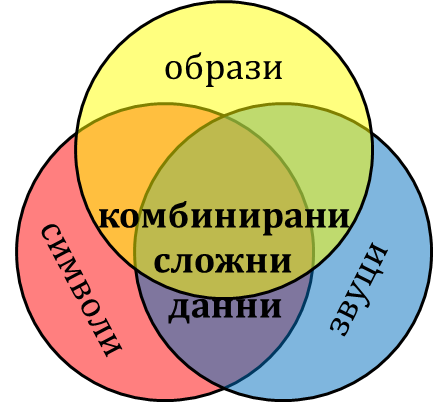 образи
комбинирани
сложни
данни
символи
звуци